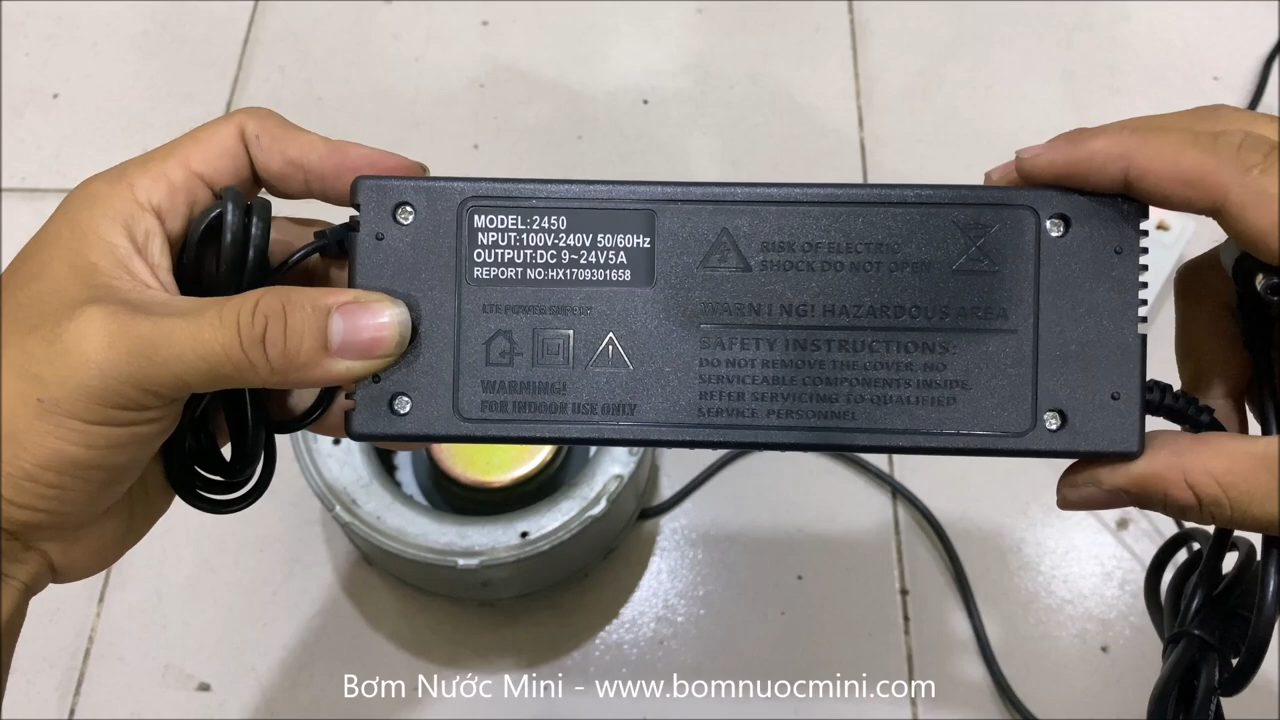 MODEL:2450
NPUT:100V-240V 50/60Hz
OUTPUT:DC 9~24V5A
REPORT NO:HX1709301658
LTE POWER SUPPLY
WARNING!
FOR INDOOR USE ONLY
RISK OF ELECTRIC
SHOCK DO NOT OPEN
WARNING! HAZARDOUS AREA
SAFETY INSTRUCTIONS:
DO NOT REMOVE THE COVER. NO
SERVICEABLE COMPONENTS INSIDE.
REFER SERVICING TO QUALIFIED
SERVICE PERSONNEL
Bơm Nước Mini - www.bomnuocmini.com